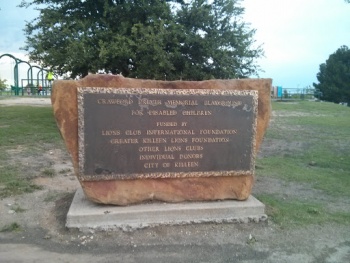 MEMORIAL PLAYGROUND
FOR DISABLED CHILDREN
FUNDED BY
LIONS CLUB INTERNATIONAL FOUNDATION
GREATER KILLEEN LIONS FOUNDATION
OTHER LIONS CLUBS
INDIVIDUAL DONORS
CITY OF KILLEEN